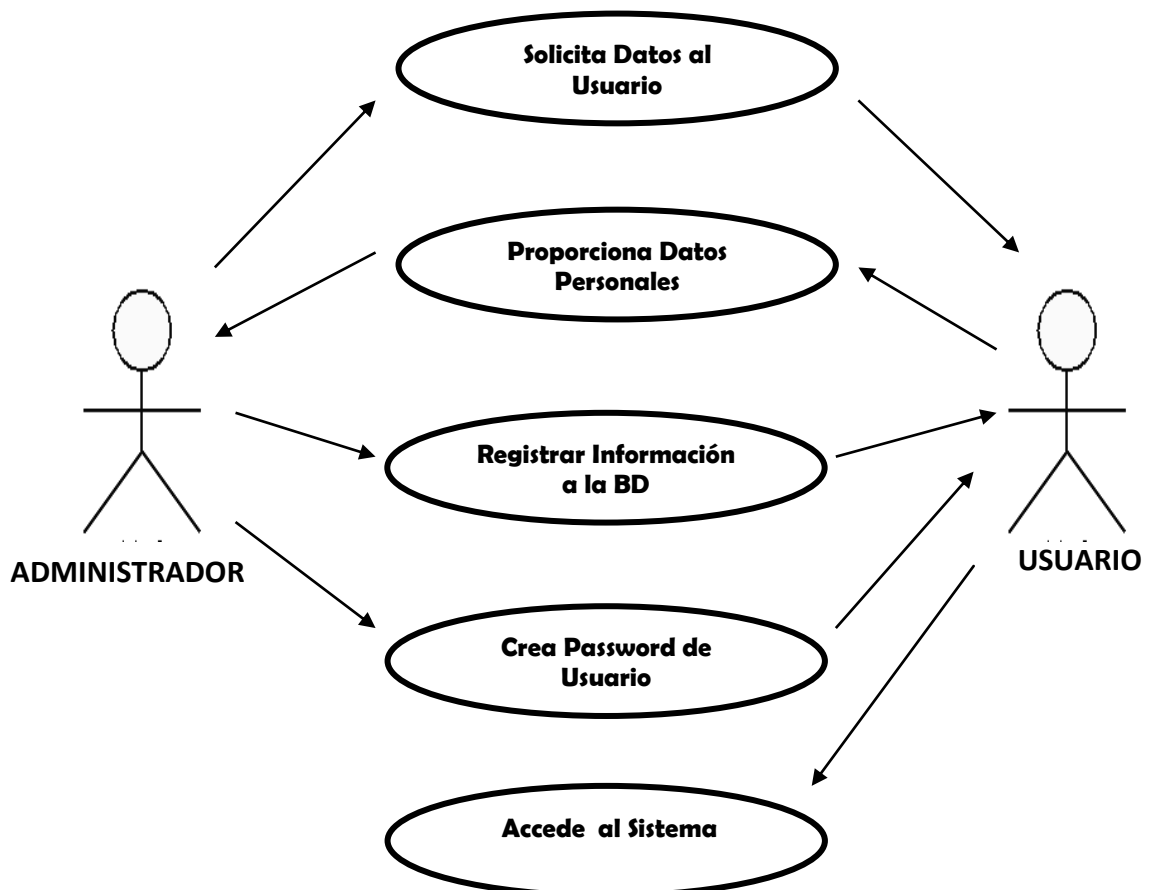 Solicita Datos al
Usuario
Proporciona Datos
Personales
Registrar Información
a la BD
ADMINISTRADOR
USUARIO
Crea Password de
Usuario
Accede al Sistema